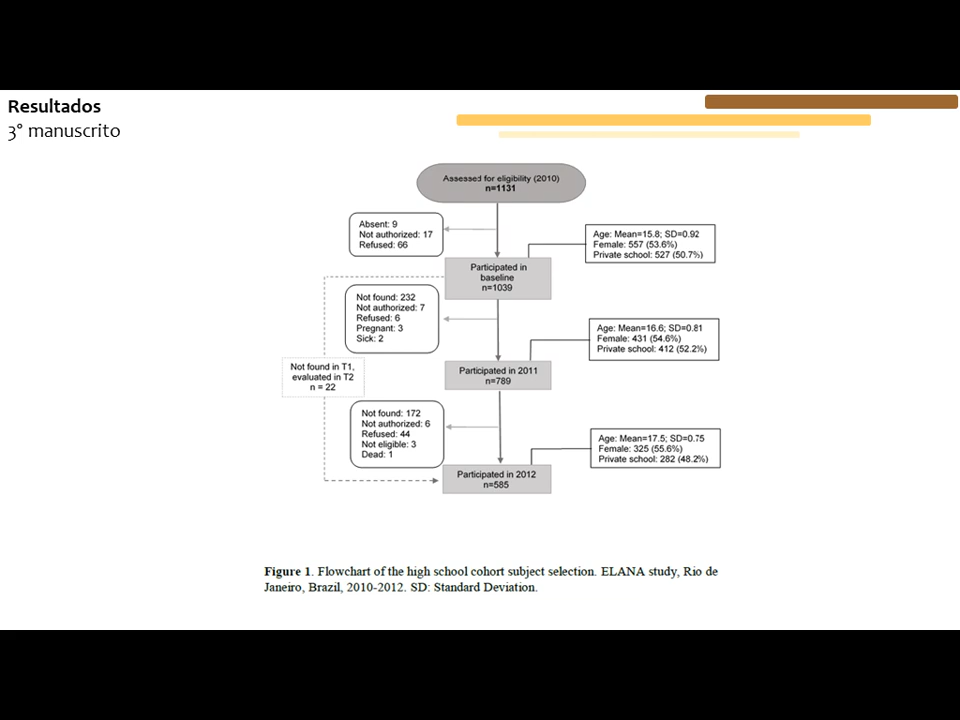 Resultados
3° manuscrito
Assessed for eligibility (2010)
n=1131
Absent: 9
Not authorized: 17
Refused: 66
Age: Mean=15.8; SD=0.92
Female: 557 (53.6%)
Private school: 527 (50.7%)
Participated in
baseline
n=1039
Not found: 232
Not authorized: 7
Refused: 6
Pregnant: 3
Sick: 2
Age: Mean=16.6; SD=0.81
Female: 431 (54.6%)
Private school: 412 (52.2%)
Not found in T1,
evaluated in T2
n = 22
Participated in 2011
n=789
Not found: 172
Not authorized: 6
Refused: 44
Not eligible: 3
Dead: 1
Age: Mean=17.5; SD=0.75
Female: 325 (55.6%)
Private school: 282 (48.2%)
Participated in 2012
n=585
Figure 1. Flowchart of the high school cohort subject selection. ELANA study, Rio de
Janeiro, Brazil, 2010-2012. SD: Standard Deviation.